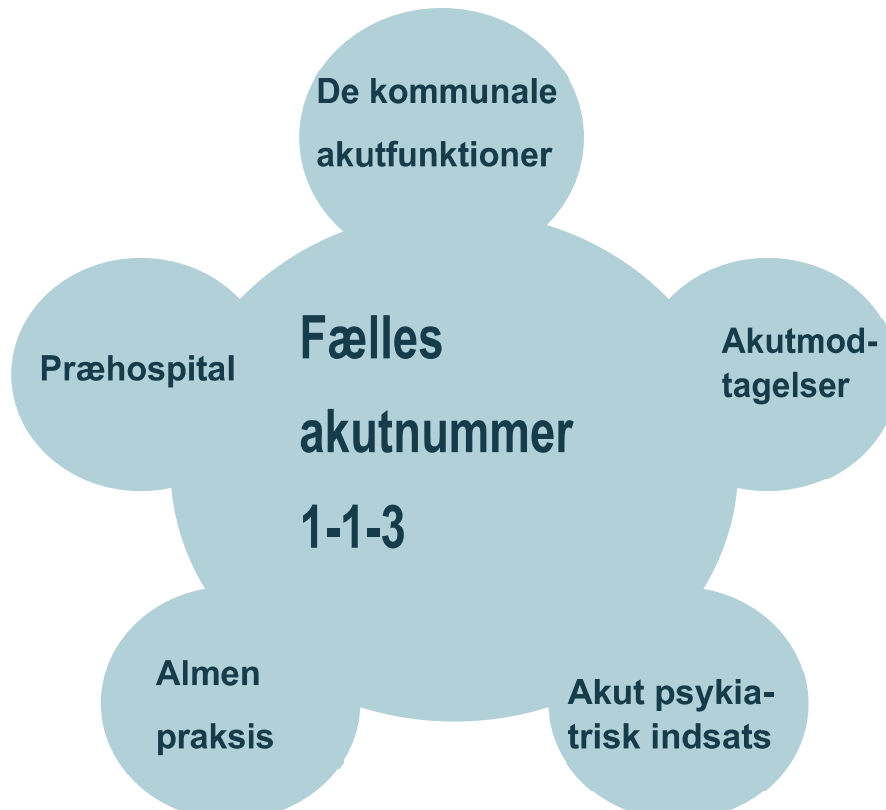 De kommunale
akutfunktioner
Præhospital
Fælles
akutnummer
1-1-3
Akutmod-
tagelser
Almen
praksis
Akut psykia-
trisk indsats